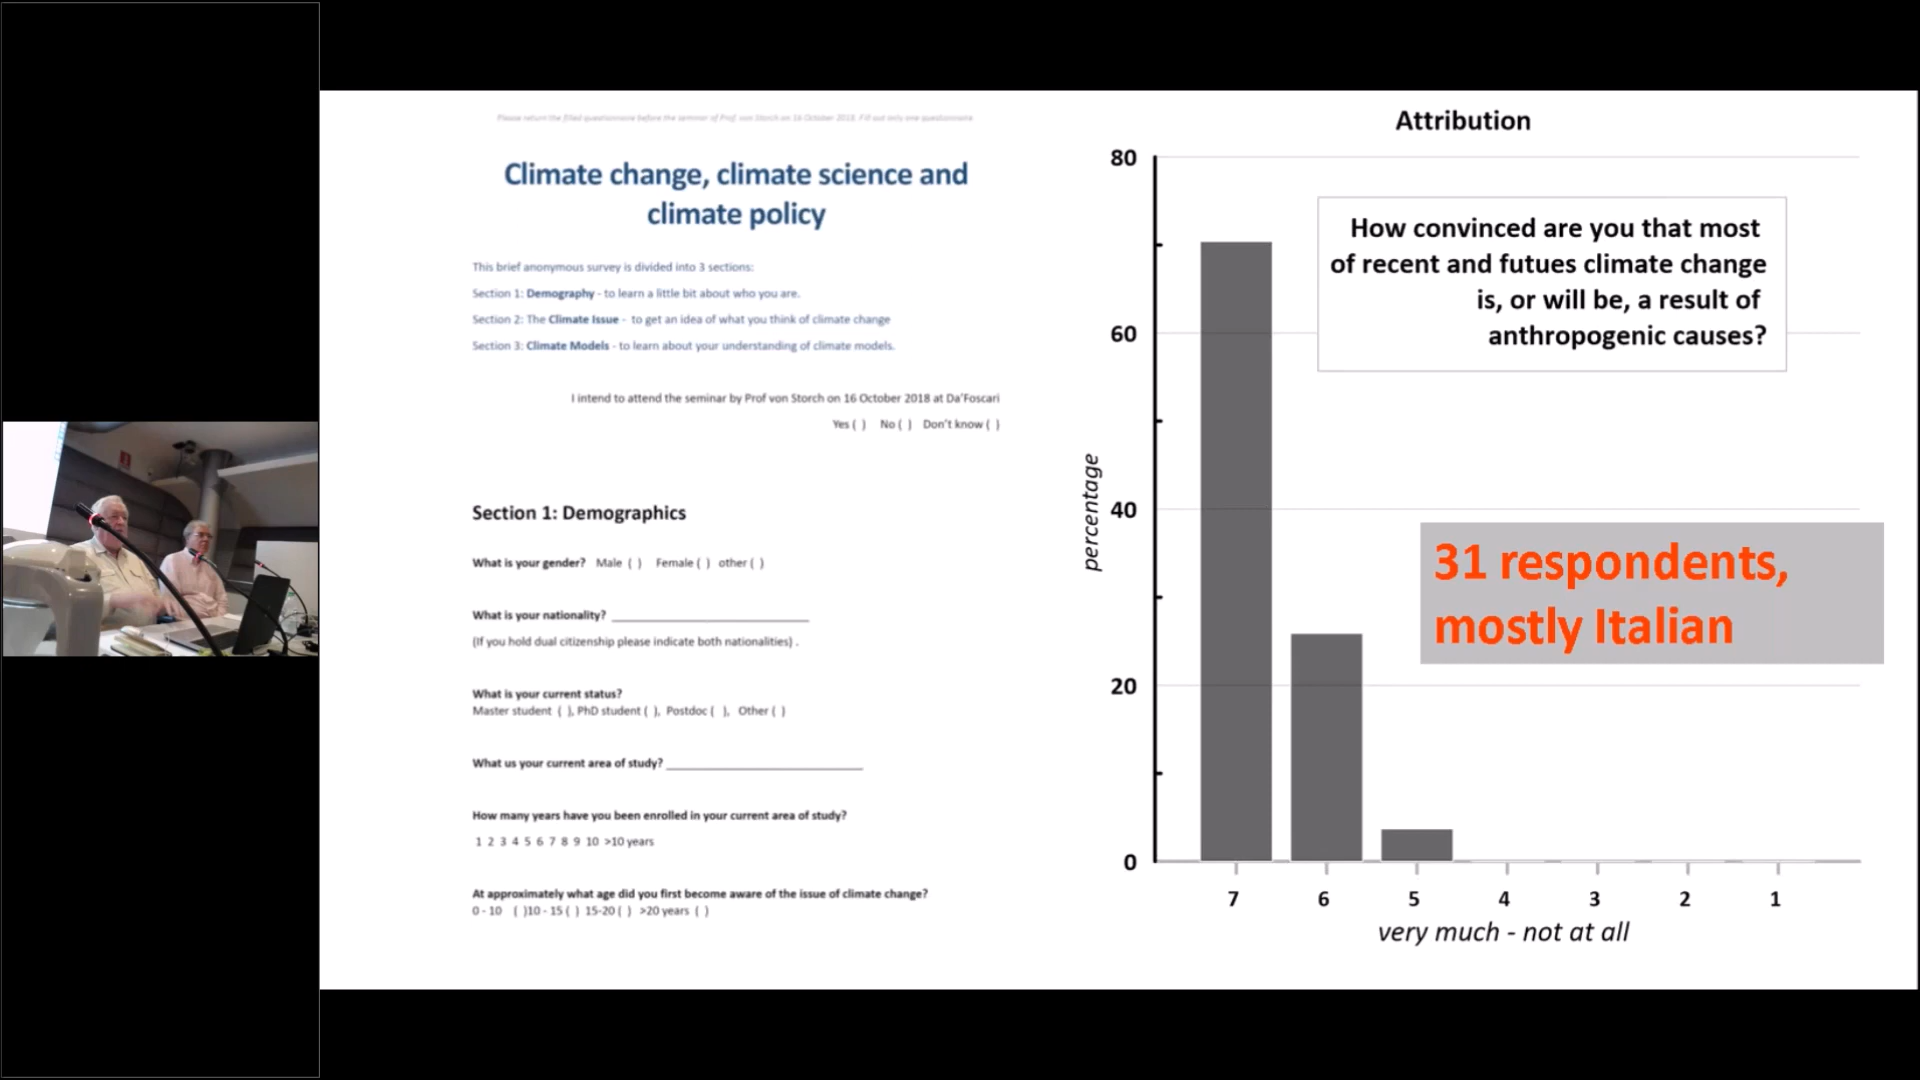 Please return the filled questionnaire before the seminar of Prof. von Storch on 16 October 2018. Fill out only one questionnaire
Climate change, climate science and
climate policy
This brief anonymous survey is divided into 3 sections:
Section 1: Demography - to learn a little bit about who you are.
Section 2: The Climate Issue -  to get an idea of what you think of climate change
Section 3: Climate Models - to learn about your understanding of climate models.
I intend to attend the seminar by Prof von Storch on 16 October 2018 at Da'Foscari
Yes ( )    No ( )   Don't know ( )
Section 1: Demographics
What is your gender?   Male  ( )    Female ( )  other ( )
What is your nationality? ____________________
(If you hold dual citizenship please indicate both nationalities) .
What is your current status?
Master student  ( ), PhD student ( ),  Postdoc (  ),   Other ( )
What us your current area of study? ____________________
How many years have you been enrolled in your current area of study?
1  2  3  4  5  6  7  8  9  10  >10 years
At approximately what age did you first become aware of the issue of climate change?
0 - 10   ( )10 - 15 ( )  15-20 ( )  >20 years  ( )
Attribution
How convinced are you that most
of recent and futues climate change
is, or will be, a result of
anthropogenic causes?
31 respondents,
mostly Italian
percentage
80
60
40
20
0
7 6 5 4 3 2 1
very much - not at all